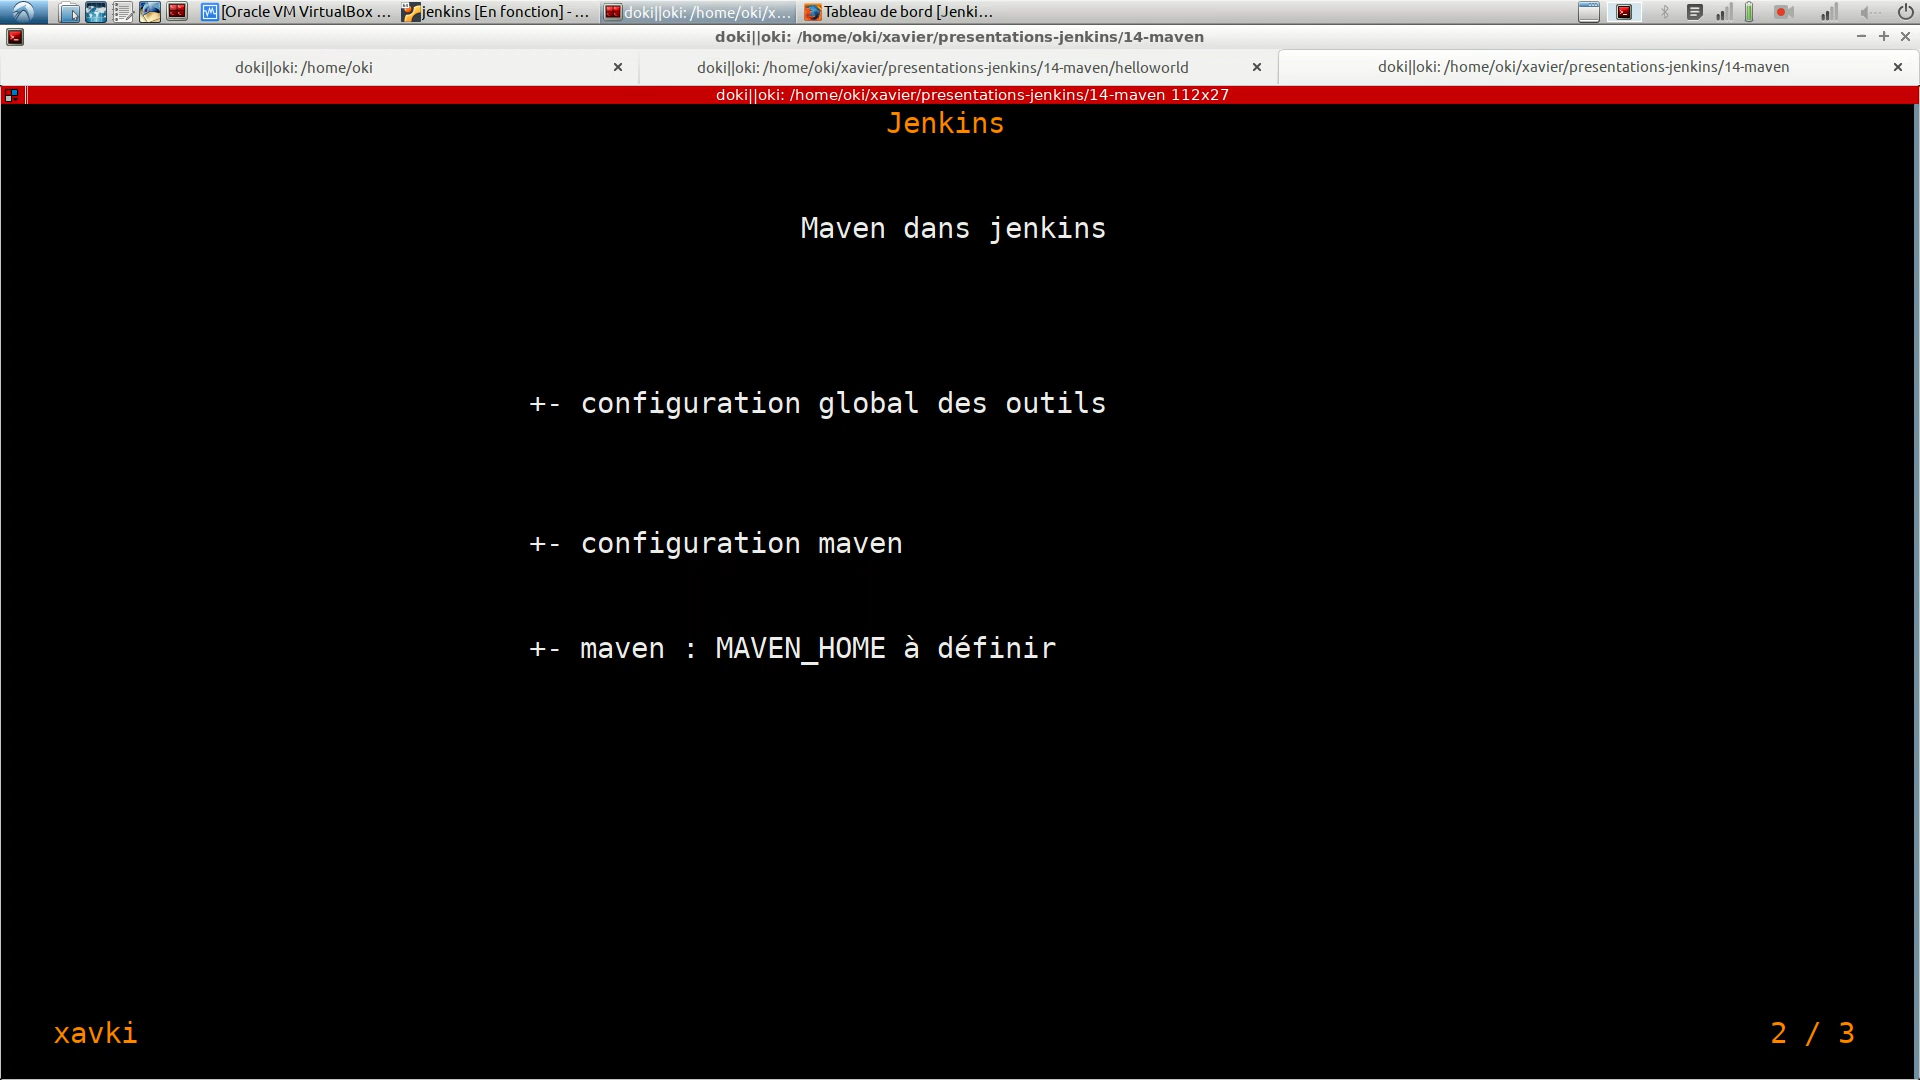 [Oracle VM VirtualBox ...
jenkins [En fonction] - ...
doki||oki: /home/oki/x...
Tableau de bord [Jenki...
doki||oki: /home/oki/xavier/presentations-jenkins/14-maven
doki||oki: /home/oki
doki||oki: /home/oki/xavier/presentations-jenkins/14-maven/helloworld
doki||oki: /home/oki/xavier/presentations-jenkins/14-maven
doki||oki: /home/oki/xavier/presentations-jenkins/14-maven 112x27
Jenkins
Maven dans jenkins
+- configuration global des outils
+- configuration maven
+- maven : MAVEN_HOME à définir
xavki
2 / 3